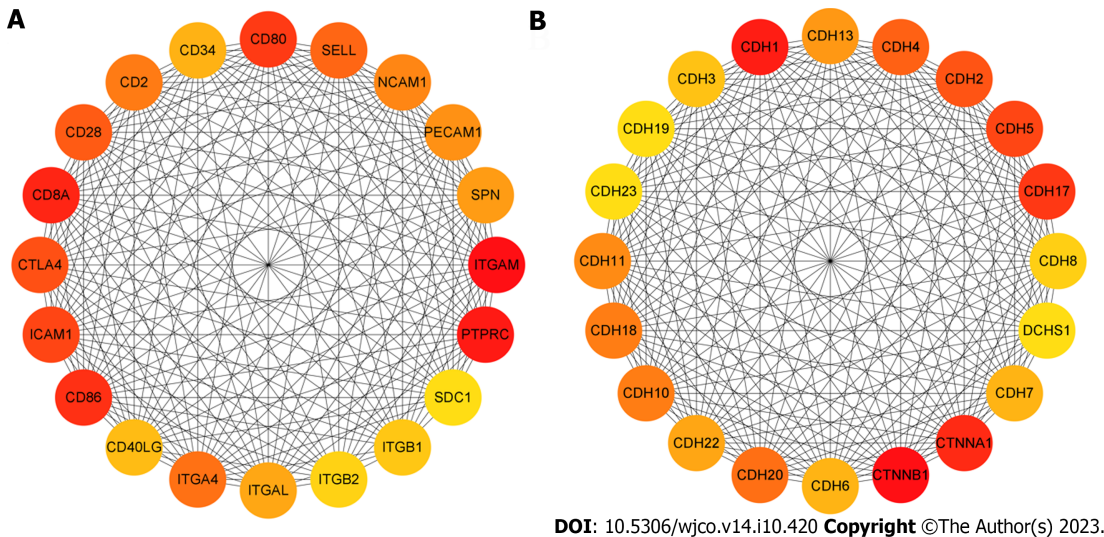 A
CD80
CD34
SELL
CD2
NCAM1
CD28
PECAM1
CD8A
SPN
CTLA4
ITGAM
ICAM1
PTPRC
CD86
SDC1
CD40LG
ITGB1
ITGA4
ITGB2
ITGAL
B
CDH13
CDH1
CDH4
CDH3
CDH2
CDH19
CDH5
CDH23
CDH17
CDH11
CDH8
CDH18
DCHS1
CDH10
CDH7
CDH22
CTNNA1
CDH20
CTNNB1
CDH6
DOI: 10.5306/wjco.v14.i10.420 Copyright ©The Author(s) 2023.